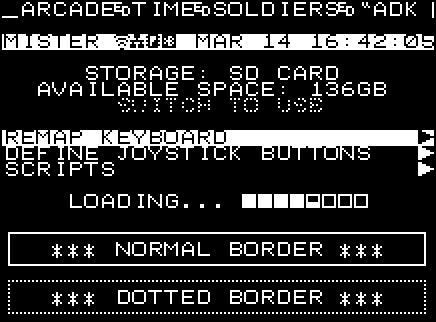 _ARCADE TIME SOLDIERS "ADK
MISTER MAR 14 16:42:05
STORAGE: SD CARD
AVAILABLE SPACE: 136GB
SWITCH TO USB
REMAP KEYBOARD
DEFINE JOYSTICK BUTTONS
SCRIPTS
LOADING...
*** NORMAL BORDER ***
*** DOTTED BORDER ***